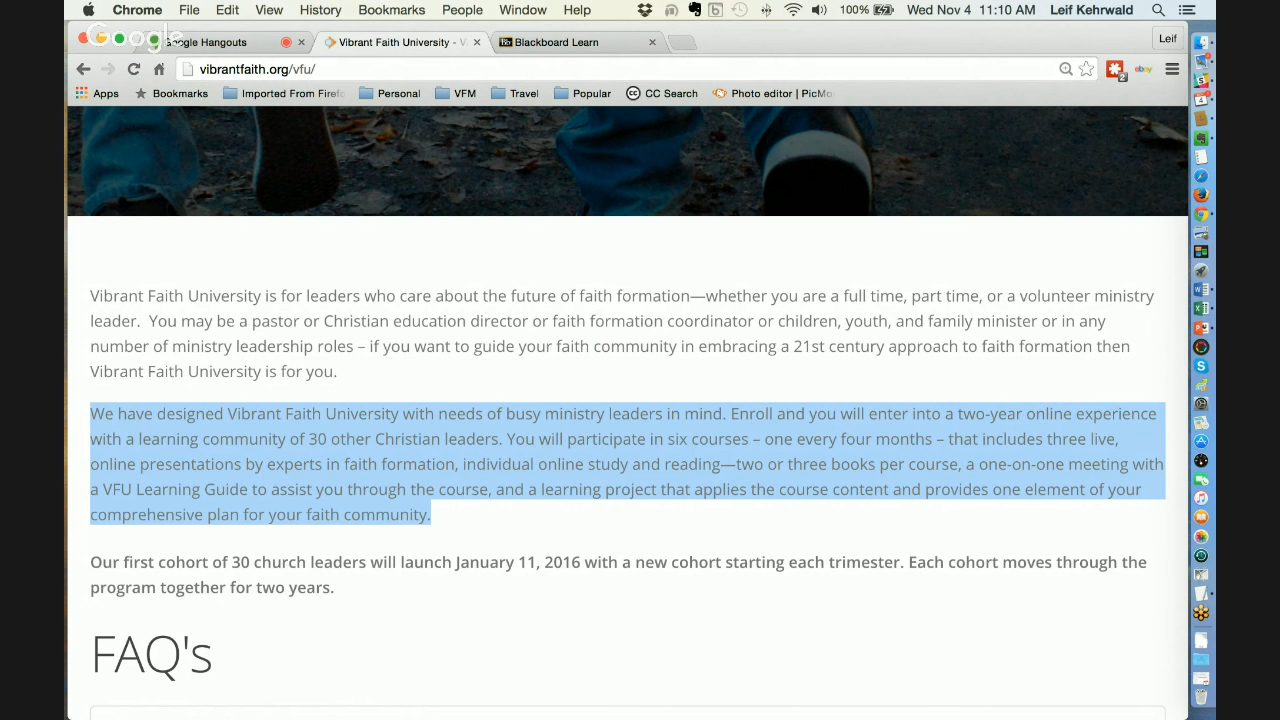 Chrome File Edit View History Bookmarks People Window Help 100% Wed Nov 4 11:10 AM Leif Kehrwald
Google
Google Hangouts Vibrant Faith University - V Bb Blackboard Learn Leif
vibrantfaith.org/vfu/ ebay 2
Apps Bookmarks Imported From Firefo Personal VFM Travel Popular CC Search Photo editor | PicMo
Vibrant Faith University is for leaders who care about the future of faith formation—whether you are a full time, part time, or a volunteer ministry
leader.  You may be a pastor or Christian education director or faith formation coordinator or children, youth, and family minister or in any
number of ministry leadership roles – if you want to guide your faith community in embracing a 21st century approach to faith formation then
Vibrant Faith University is for you.
We have designed Vibrant Faith University with needs of busy ministry leaders in mind. Enroll and you will enter into a two-year online experience
with a learning community of 30 other Christian leaders. You will participate in six courses – one every four months – that includes three live,
online presentations by experts in faith formation, individual online study and reading—two or three books per course, a one-on-one meeting with
a VFU Learning Guide to assist you through the course, and a learning project that applies the course content and provides one element of your
comprehensive plan for your faith community.
Our first cohort of 30 church leaders will launch January 11, 2016 with a new cohort starting each trimester. Each cohort moves through the
program together for two years.
FAQ's